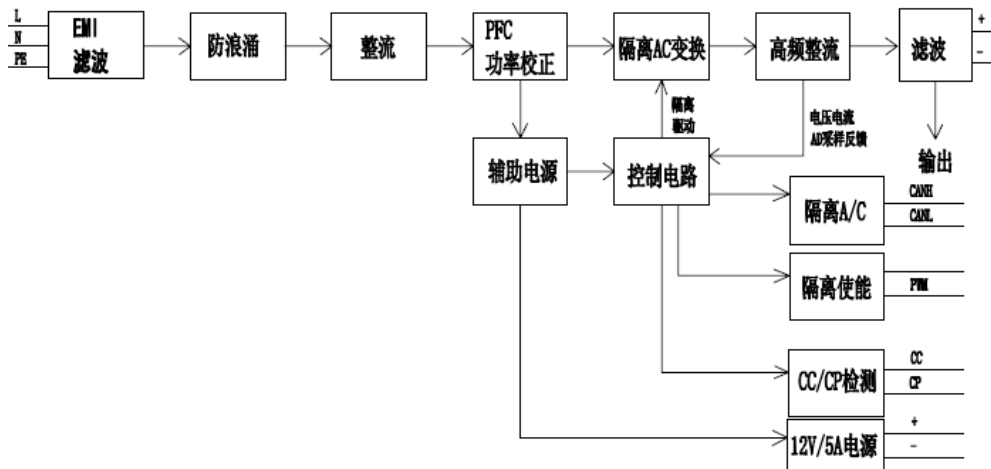 L
N
PE
EMI
滤波
防浪涌
整流
PFC
功率校正
隔离AC变换
高频整流
滤波
+
-
隔离
驱动
电压电流
AD采样反馈
输出
辅助电源
控制电路
隔离A/C
CANH
CANL
隔离使能
PWM
CC/CP检测
CC
CP
12V/5A电源
+
-